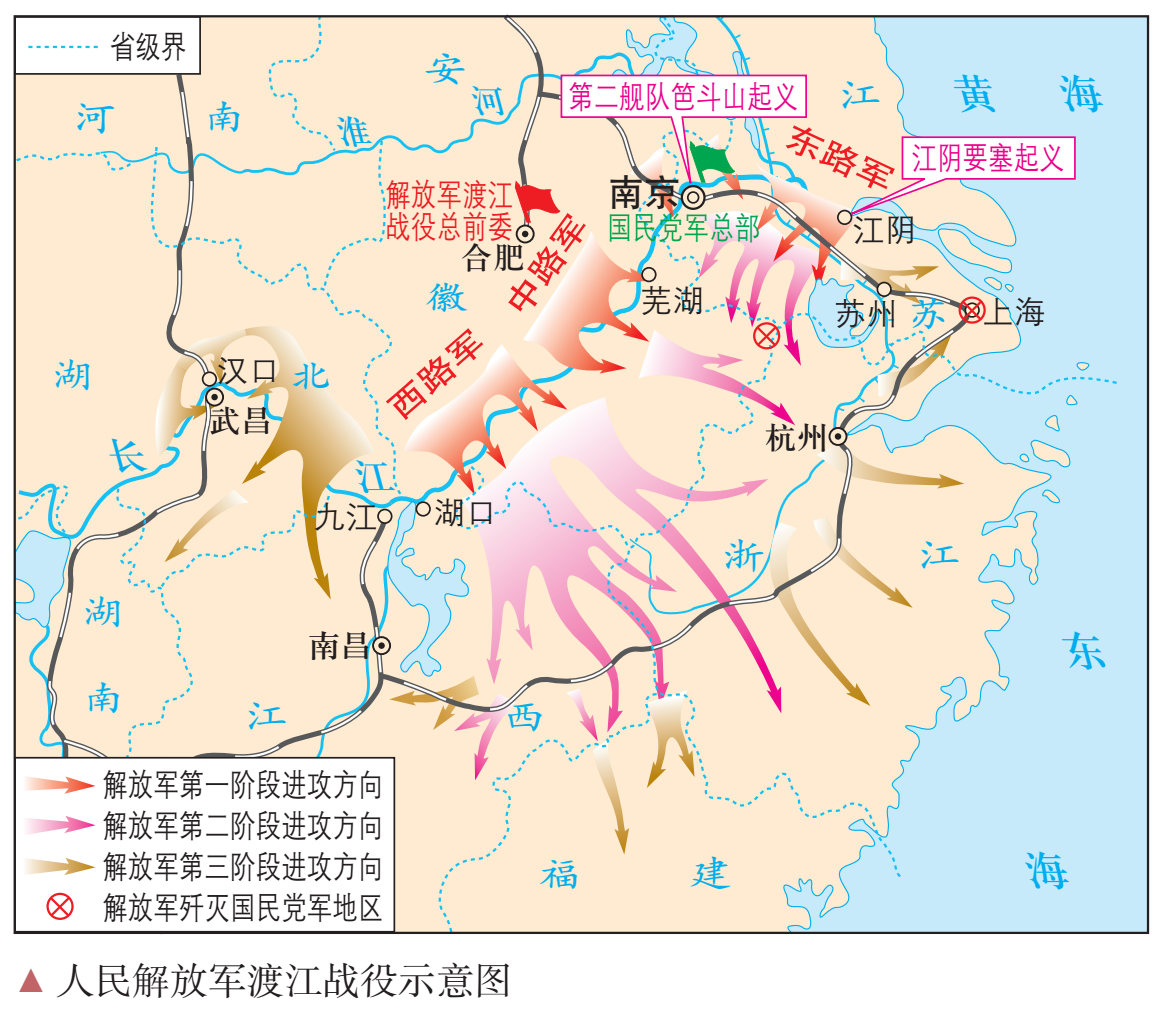 省级界
安
河
河
南
淮
江
黄
海
第二舰队笆斗山起义
东路军
江阴要塞起义
解放军渡江
战役总前委
南京
国民党军总部
江阴
合肥
中路军
芜湖
徽
苏州
苏
上海
湖
汉口
北
西路军
武昌
杭州
长
江
九江
湖口
浙
江
湖
南昌
东
南
江
西
解放军第一阶段进攻方向
解放军第二阶段进攻方向
解放军第三阶段进攻方向
解放军歼灭国民党军地区
福
建
海
▲ 人民解放军渡江战役示意图